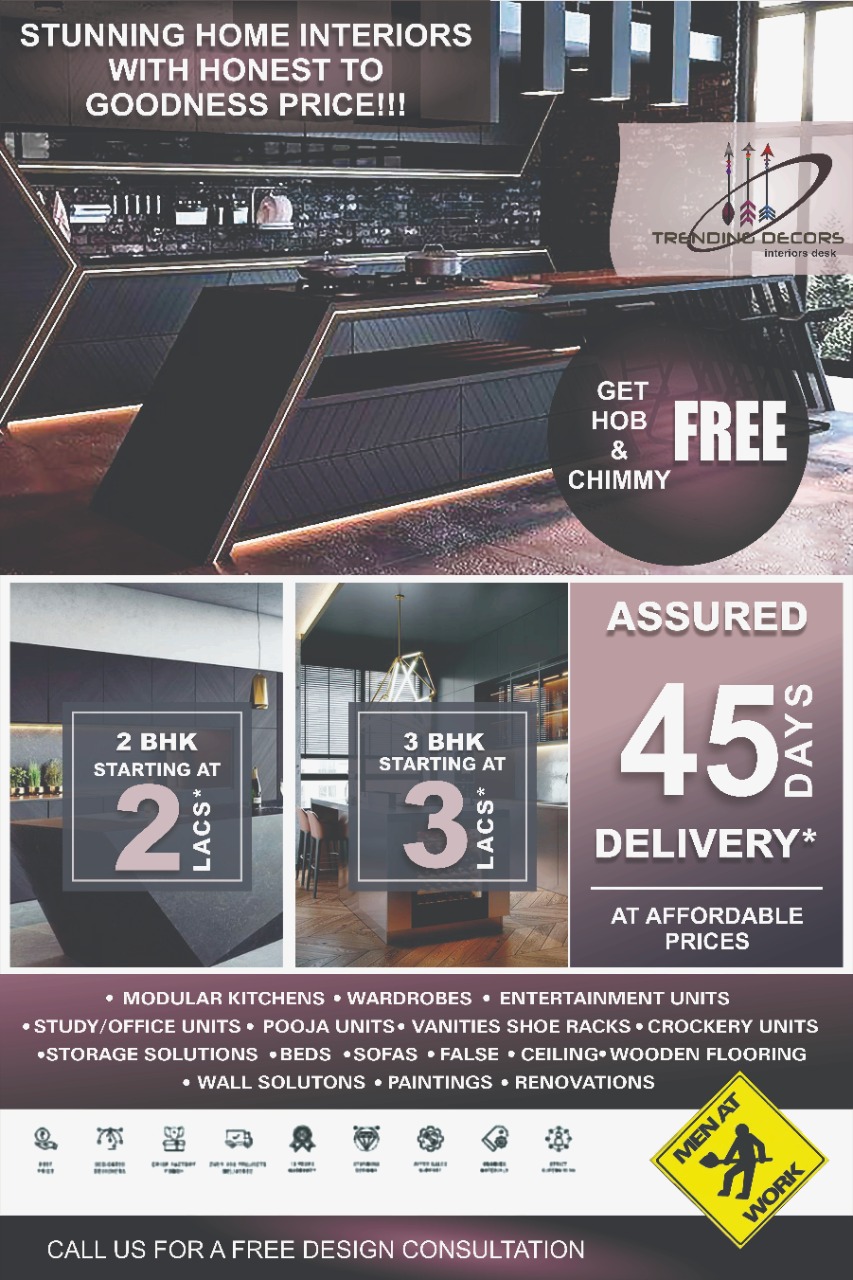 STUNNING HOME INTERIORS
WITH HONEST TO
GOODNESS PRICE!!!
TRENDING DECORS
interiors desk
GET
HOB
&
CHIMMY
FREE
2 BHK
STARTING AT
2 LACS*
3 BHK
STARTING AT
3 LACS*
ASSURED
45 DAYS
DELIVERY*
AT AFFORDABLE
PRICES
• MODULAR KITCHENS • WARDROBES • ENTERTAINMENT UNITS
• STUDY/OFFICE UNITS • POOJA UNITS • VANITIES SHOE RACKS • CROCKERY UNITS
• STORAGE SOLUTIONS • BEDS • SOFAS • FALSE • CEILING • WOODEN FLOORING
• WALL SOLUTONS • PAINTINGS • RENOVATIONS
BEST
PRICE
MEN AT
WORK
CALL US FOR A FREE DESIGN CONSULTATION